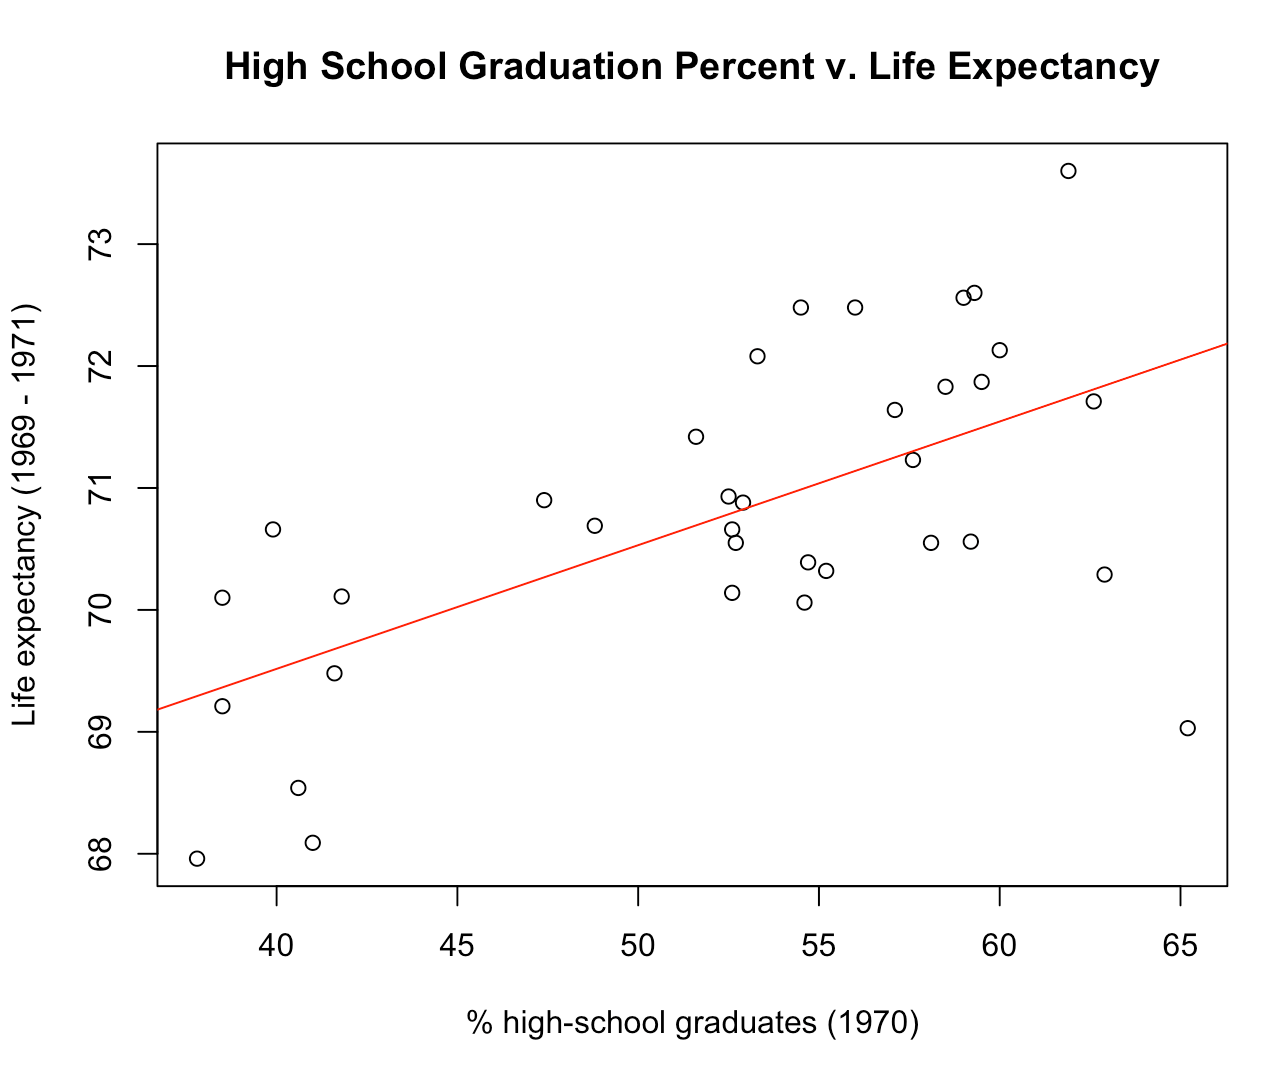 High School Graduation Percent v. Life Expectancy
Life expectancy (1969 - 1971)
73
72
71
70
69
68
40 45 50 55 60 65
% high-school graduates (1970)